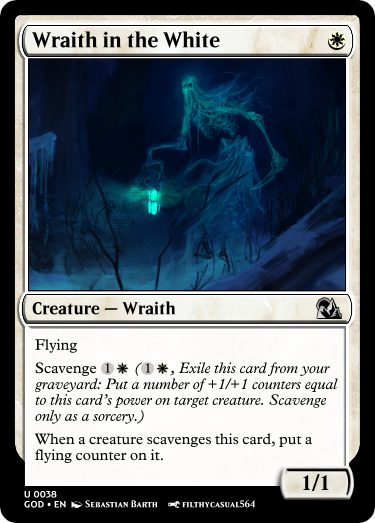 Wraith in the White
Creature — Wraith
Flying
Scavenge 1 (1, Exile this card from your
graveyard: Put a number of +1/+1 counters equal
to this card's power on target creature. Scavenge
only as a sorcery.)
When a creature scavenges this card, put a
flying counter on it.
1/1
U 0038
GOD • EN Sebastian Barth filthycasual564